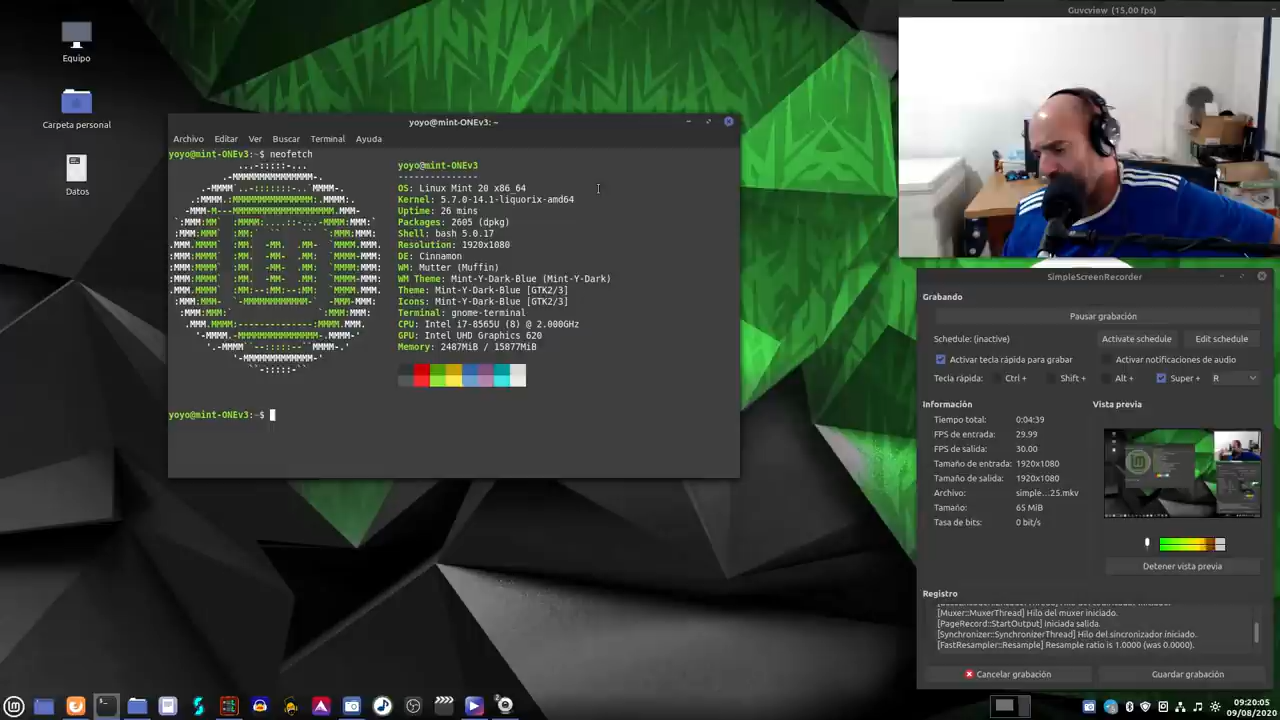 Equipo
Carpeta personal
Datos
yoyo@mint-ONEv3: ~
Archivo Editar Ver Buscar Terminal Ayuda
yoyo@mint-ONEv3:~$ neofetch
yoyo@mint-ONEv3
---------------
OS: Linux Mint 20 x86_64
Kernel: 5.7.0-14.1-liquorix-amd64
Uptime: 26 mins
Packages: 2605 (dpkg)
Shell: bash 5.0.17
Resolution: 1920x1080
DE: Cinnamon
WM: Mutter (Muffin)
WM Theme: Mint-Y-Dark-Blue (Mint-Y-Dark)
Theme: Mint-Y-Dark-Blue [GTK2/3]
Icons: Mint-Y-Dark-Blue [GTK2/3]
Terminal: gnome-terminal
CPU: Intel i7-8565U (8) @ 2.000GHz
GPU: Intel UHD Graphics 620
Memory: 2487MiB / 15877MiB
yoyo@mint-ONEv3:~$
Guvcview (15,00 fps)
SimpleScreenRecorder
Grabando
Pausar grabación
Schedule: (inactive) Activate schedule Edit schedule
Activar tecla rápida para grabar Activar notificaciones de audio
Tecla rápida: Ctrl + Shift + Alt + Super + R
Información
Tiempo total: 0:04:39
FPS de entrada: 29.99
FPS de salida: 30.00
Tamaño de entrada: 1920x1080
Tamaño de salida: 1920x1080
Archivo: simple…25.mkv
Tamaño: 65 MiB
Tasa de bits: 0 bit/s
Vista previa
Detener vista previa
Registro
[Muxer::MuxerThread] Hilo del muxer iniciado.
[PageRecord::StartOutput] iniciada salida.
[Synchronizer::SynchronizerThread] Hilo del sincronizador iniciado.
[FastResampler::Resample] Resample ratio is 1.0000 (was 0.0000).
Cancelar grabación Guardar grabación
09:20:05
09/08/2020